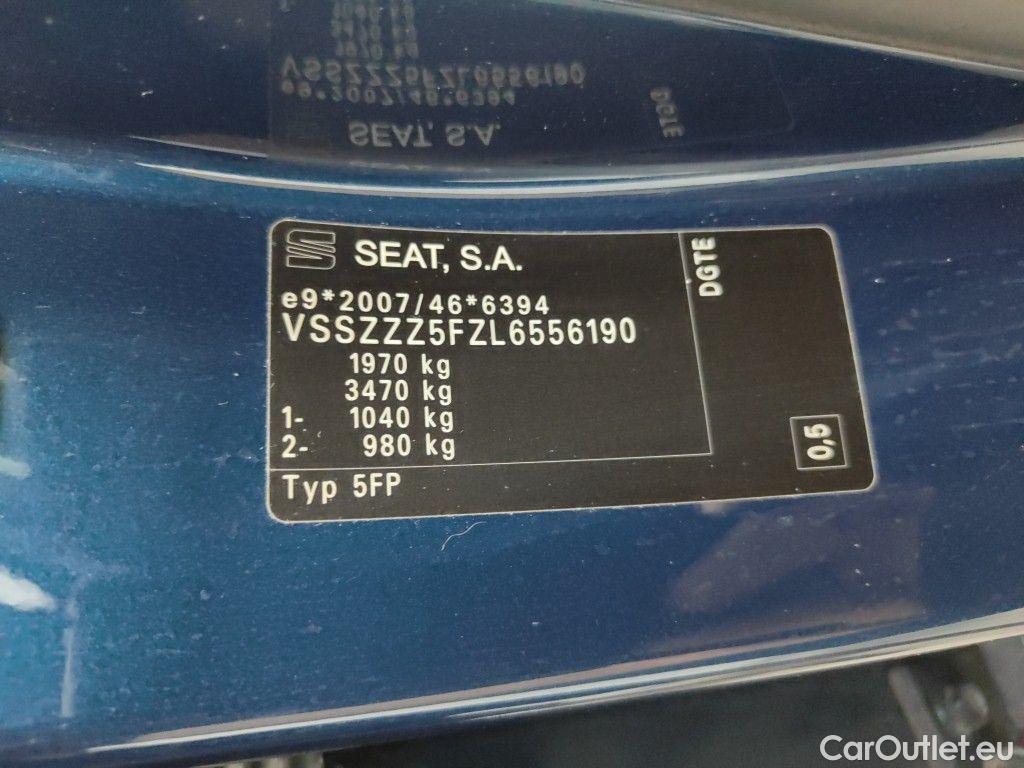 SEAT, S.A.
DGTE
e9*2007/46*6394
VSSZZZ5FZL6556190
1970 kg
3470 kg
1- 1040 kg
2- 980 kg
0,5
Typ 5FP
CarOutlet.eu